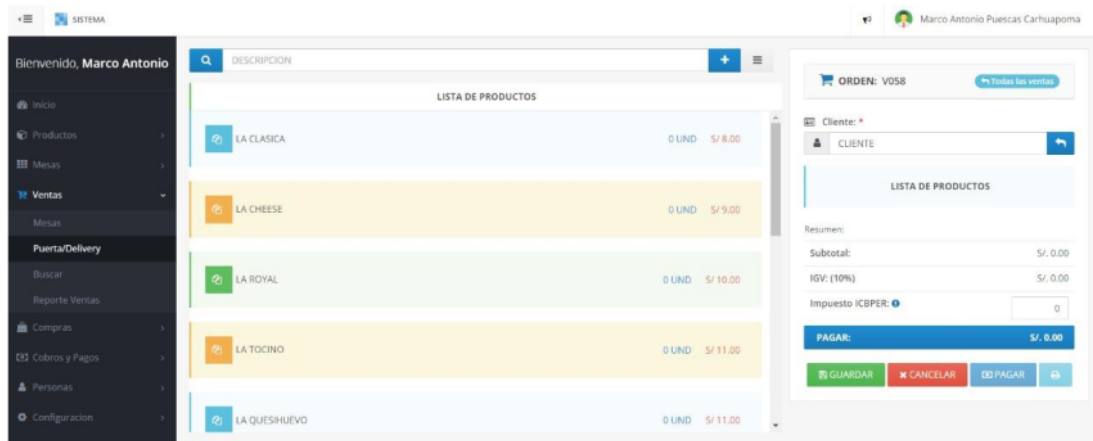 SISTEMA
Marco Antonio Puescas Carhuapoma
Bienvenido, Marco Antonio
Inicio
Productos
Mesas
Ventas
Mesas
Puerta/Delivery
Buscar
Reporte Ventas
Compras
Cobros y Pagos
Personas
Configuracion
DESCRIPCION
LISTA DE PRODUCTOS
LA CLASICA 0 UND S/ 8.00
LA CHEESE 0 UND S/ 9.00
LA ROYAL 0 UND S/ 10.00
LA TOCINO 0 UND S/ 11.00
LA QUESIHUEVO 0 UND S/ 11.00
ORDEN: V058 Todas las ventas
Cliente: *
CLIENTE
LISTA DE PRODUCTOS
Resumen:
Subtotal: S/. 0.00
IGV: (10%) S/. 0.00
Impuesto ICBPER: 0
PAGAR: S/. 0.00
GUARDAR CANCELAR PAGAR